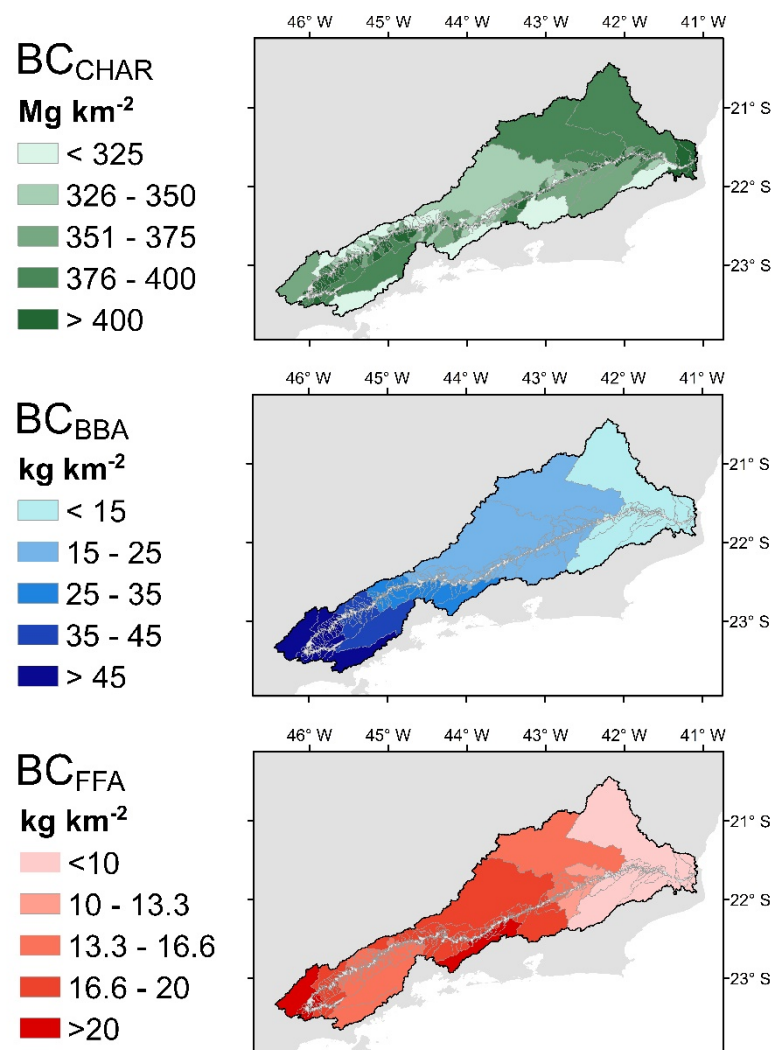 46° W 45° W 44° W 43° W 42° W 41° W
BCCHAR
Mg km-2
< 325
326 - 350
351 - 375
376 - 400
> 400
21° S
22° S
23° S
46° W 45° W 44° W 43° W 42° W 41° W
BCBBA
kg km-2
< 15
15 - 25
25 - 35
35 - 45
> 45
21° S
22° S
23° S
46° W 45° W 44° W 43° W 42° W 41° W
BCFFA
kg km-2
<10
10 - 13.3
13.3 - 16.6
16.6 - 20
>20
21° S
22° S
23° S